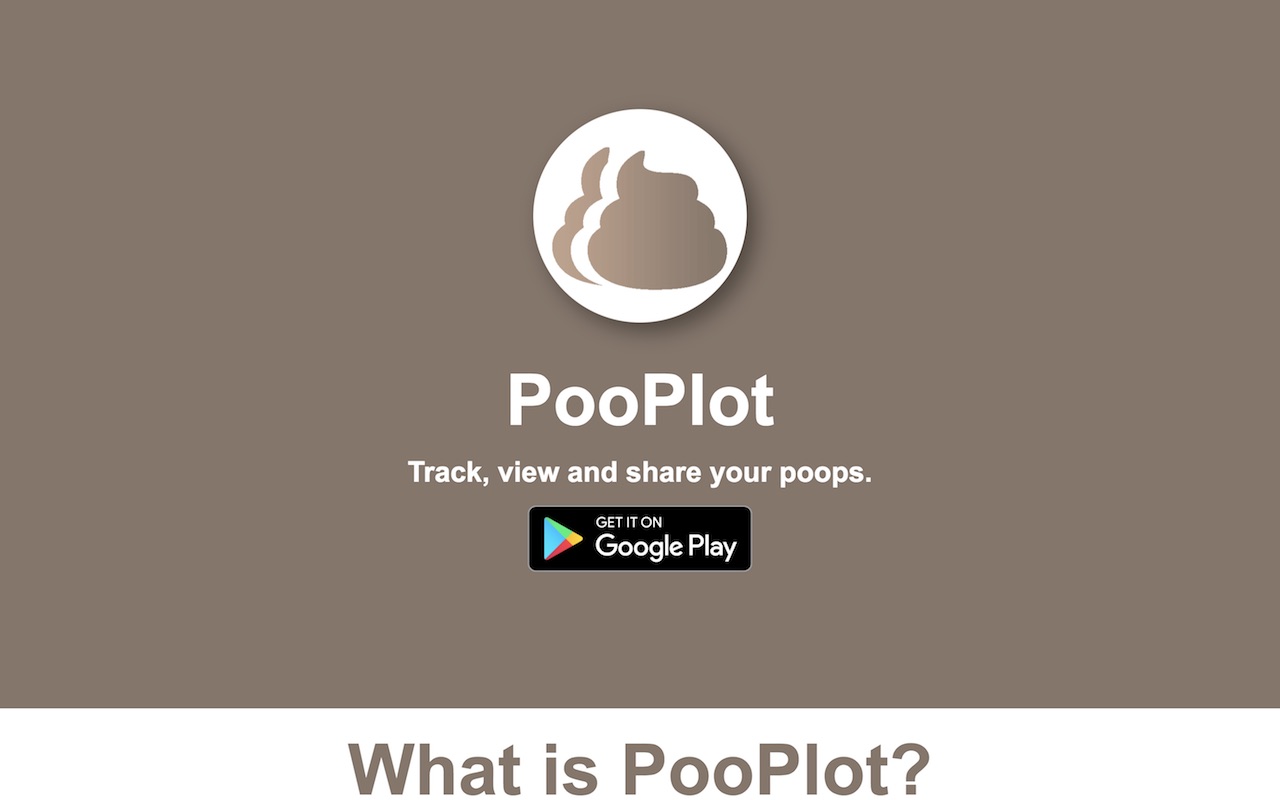 PooPlot
Track, view and share your poops.
GET IT ON
Google Play
What is PooPlot?